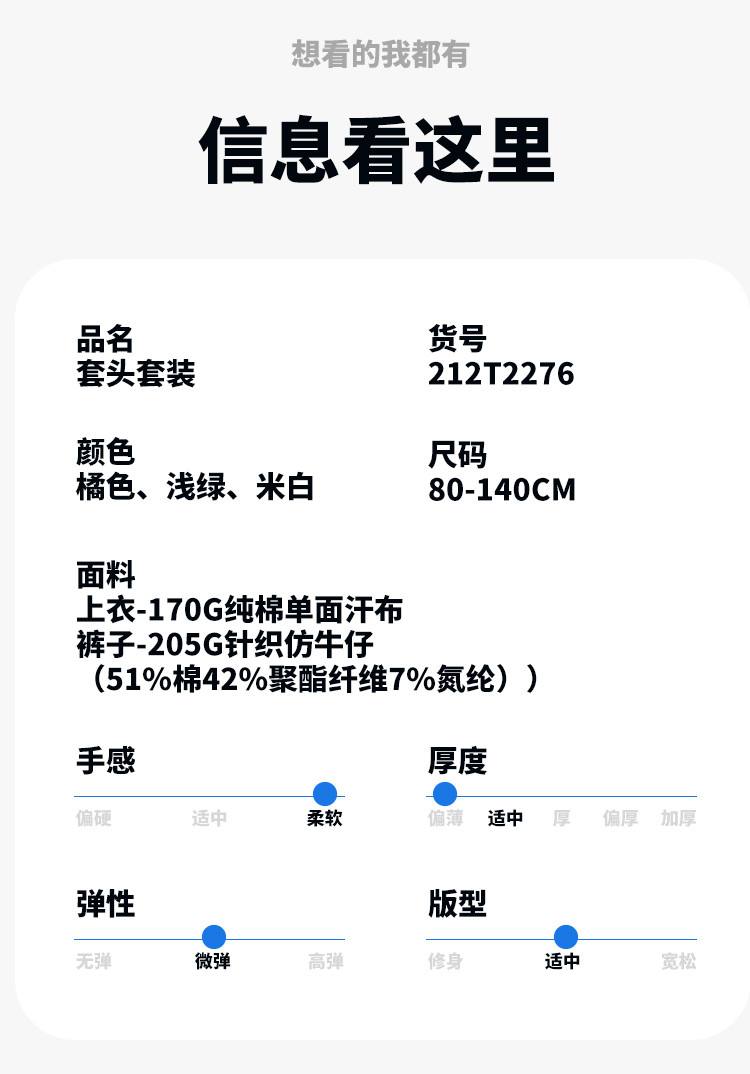 想看的我都有
信息看这里
品名
套头套装
货号
212T2276
颜色
橘色、浅绿、米白
尺码
80-140CM
面料
上衣-170G纯棉单面汗布
裤子-205G针织仿牛仔
（51%棉42%聚酯纤维7%氮纶））
手感
偏硬 适中 柔软
厚度
偏薄 适中 厚 偏厚 加厚
弹性
无弹 微弹 高弹
版型
修身 适中 宽松